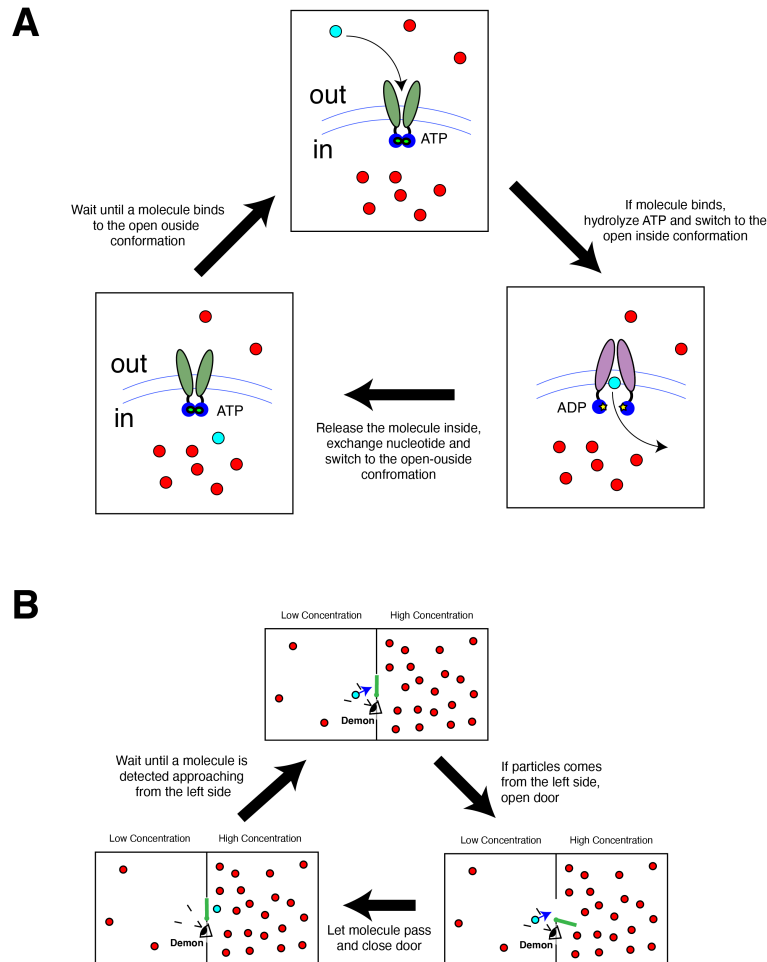 A
out
in
ATP
Wait until a molecule binds
to the open ouside
conformation
If molecule binds,
hydrolyze ATP and switch to the
open inside conformation
out
in
ATP
ADP
Release the molecule inside,
exchange nucleotide and
switch to the open-ouside
confromation
B
Low Concentration
High Concentration
Demon
Wait until a molecule is
detected approaching
from the left side
If particles comes
from the left side,
open door
Low Concentration
High Concentration
Demon
Let molecule pass
and close door
Low Concentration
High Concentration
Demon